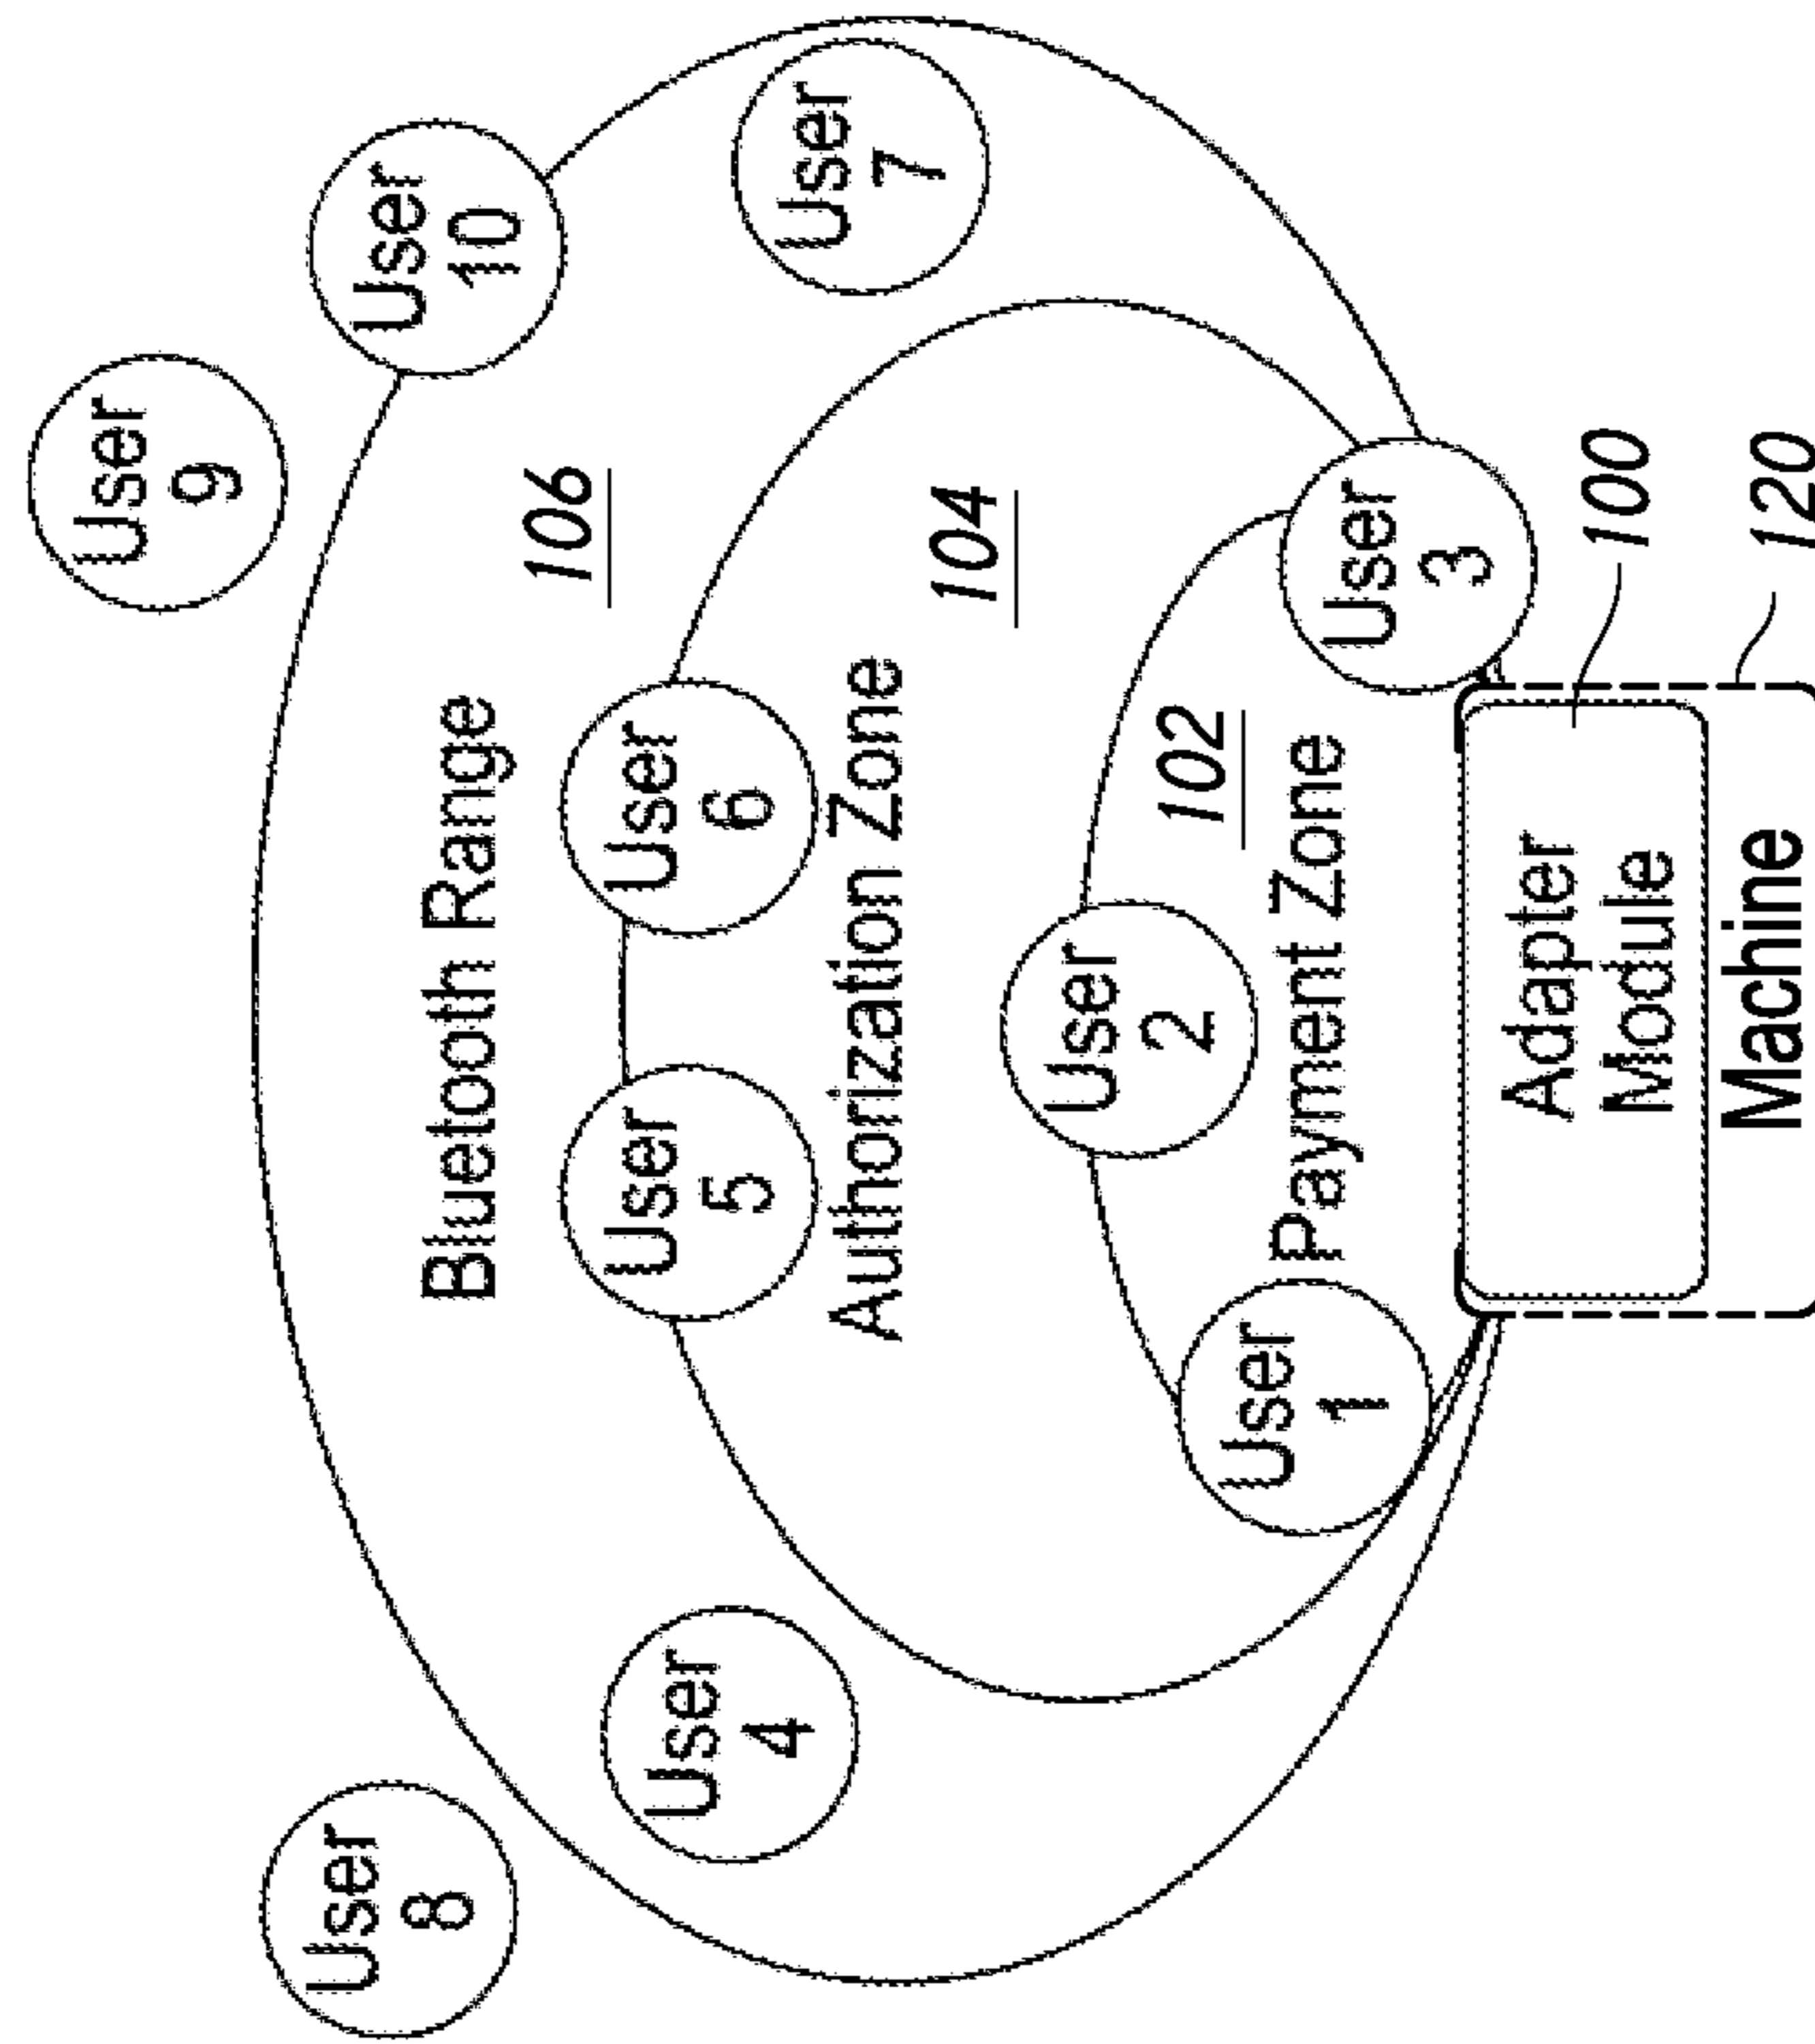 User
8
User
9
User
10
Bluetooth Range
106
User
4
User
5
User
6
User
7
Authorization Zone
104
User
2
102
User
1
Payment Zone
User
3
Adapter
Module
100
Machine
120